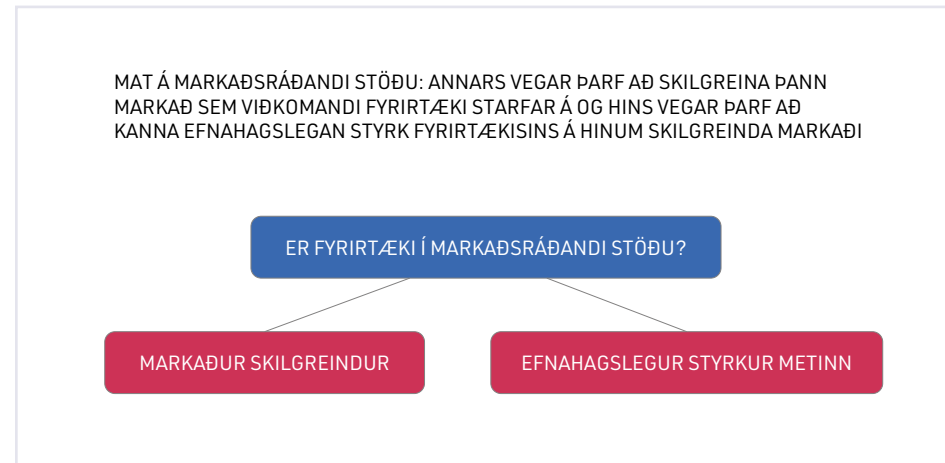 MAT Á MARKAÐSRÁÐANDI STÖÐU: ANNARS VEGAR ÞARF AÐ SKILGREINA ÞANN
MARKAÐ SEM VIÐKOMANDI FYRIRTÆKI STARFAR Á OG HINS VEGAR ÞARF AÐ
KANNA EFNAHAGSLEGAN STYRK FYRIRTÆKISINS Á HINUM SKILGREINDA MARKAÐI
ER FYRIRTÆKI Í MARKAÐSRÁÐANDI STÖÐU?
MARKAÐUR SKILGREINDUR
EFNAHAGSLEGUR STYRKUR METINN